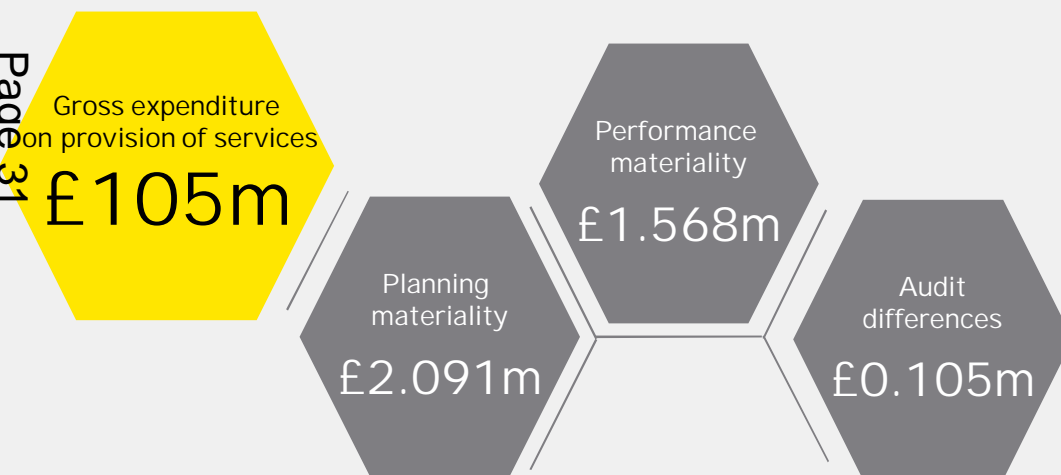 Page 31
Gross expenditure
on provision of services
£105m
Planning
materiality
£2.091m
Performance
materiality
£1.568m
Audit
differences
£0.105m